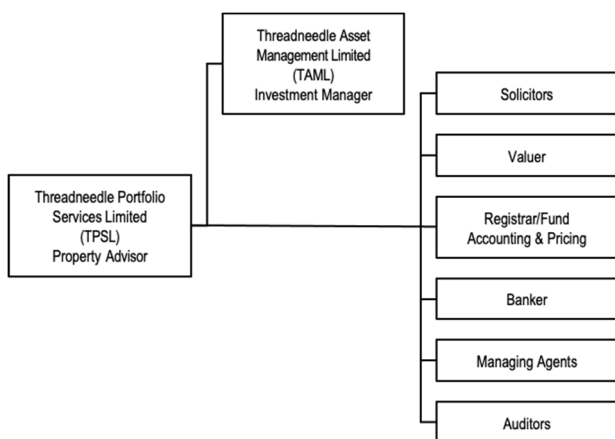 Threadneedle Asset
Management Limited
(TAML)
Investment Manager
Threadneedle Portfolio
Services Limited
(TPSL)
Property Advisor
Solicitors
Valuer
Registrar/Fund
Accounting & Pricing
Banker
Managing Agents
Auditors